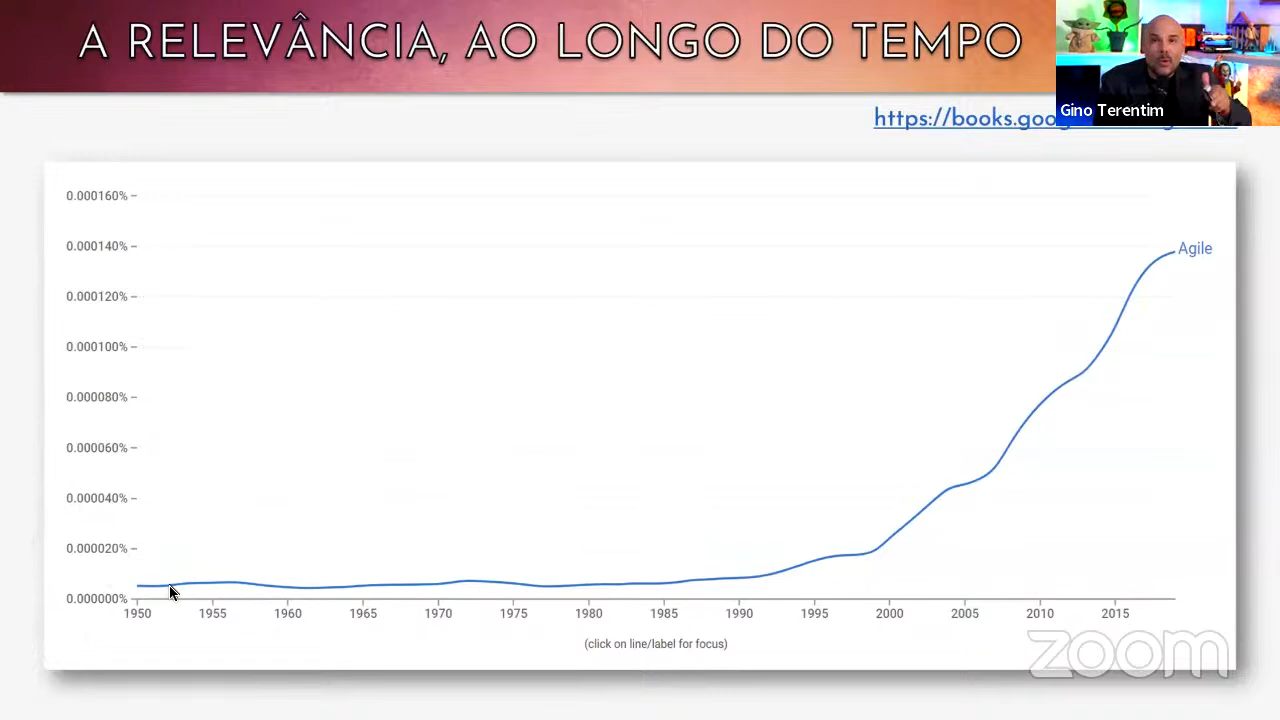 A RELEVÂNCIA, AO LONGO DO TEMPO
Gino Terentim
https://books.goo
0.000160%
0.000140%
Agile
0.000120%
0.000100%
0.000080%
0.000060%
0.000040%
0.000020%
0.000000%
1950 1955 1960 1965 1970 1975 1980 1985 1990 1995 2000 2005 2010 2015
(click on line/label for focus)
zoom